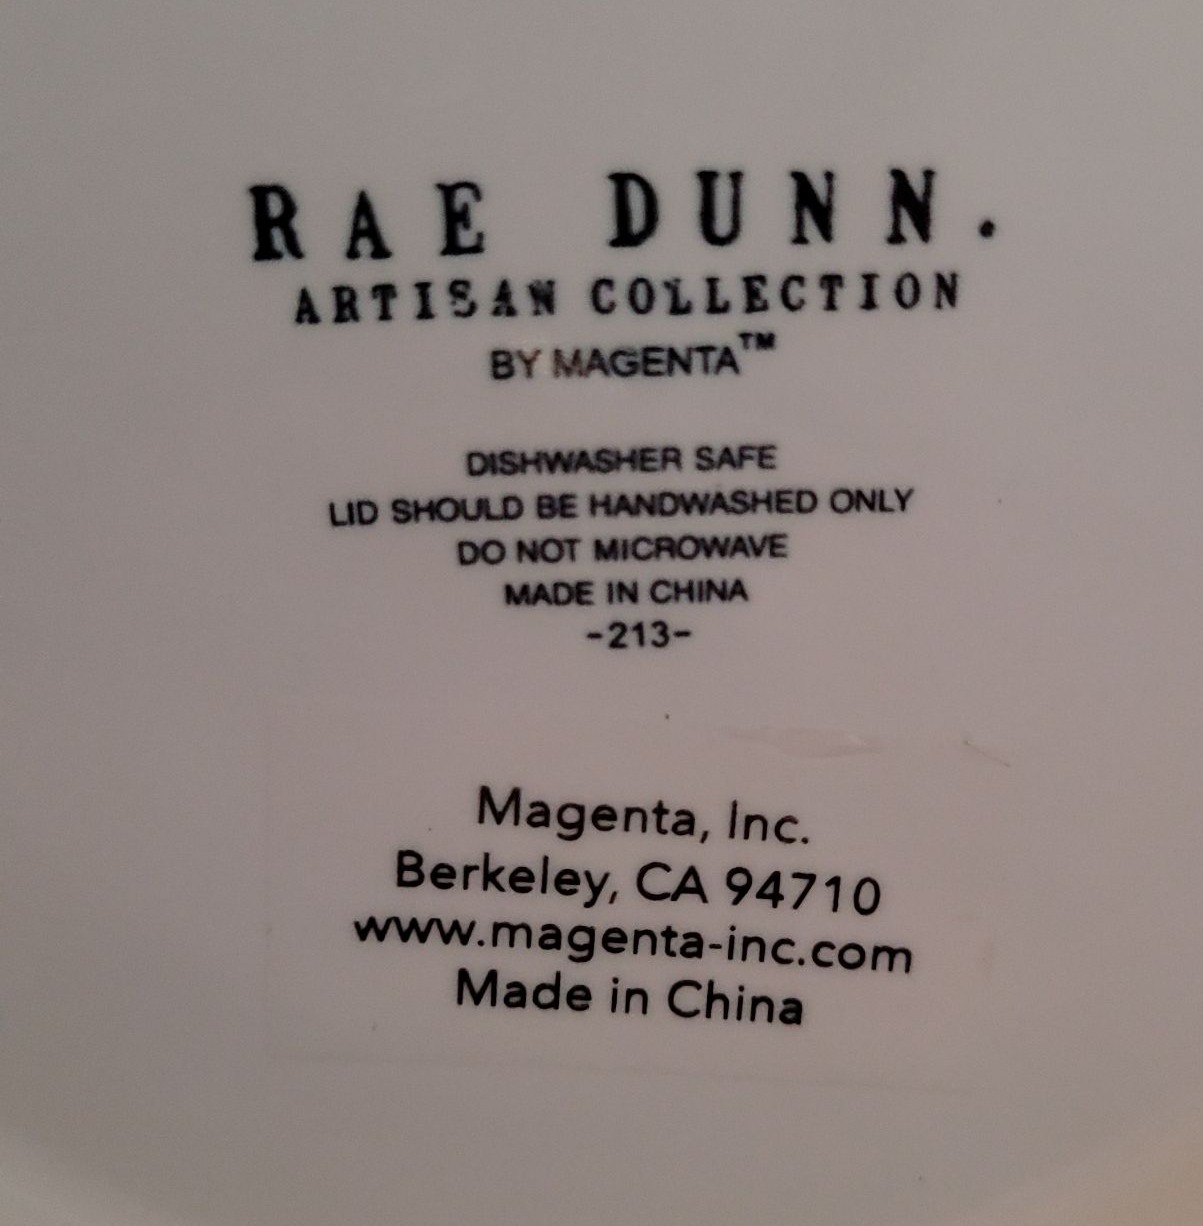 RAE DUNN.
ARTISAN COLLECTION
BY MAGENTA™
DISHWASHER SAFE
LID SHOULD BE HANDWASHED ONLY
DO NOT MICROWAVE
MADE IN CHINA
-213-
Magenta, Inc.
Berkeley, CA 94710
www.magenta-inc.com
Made in China